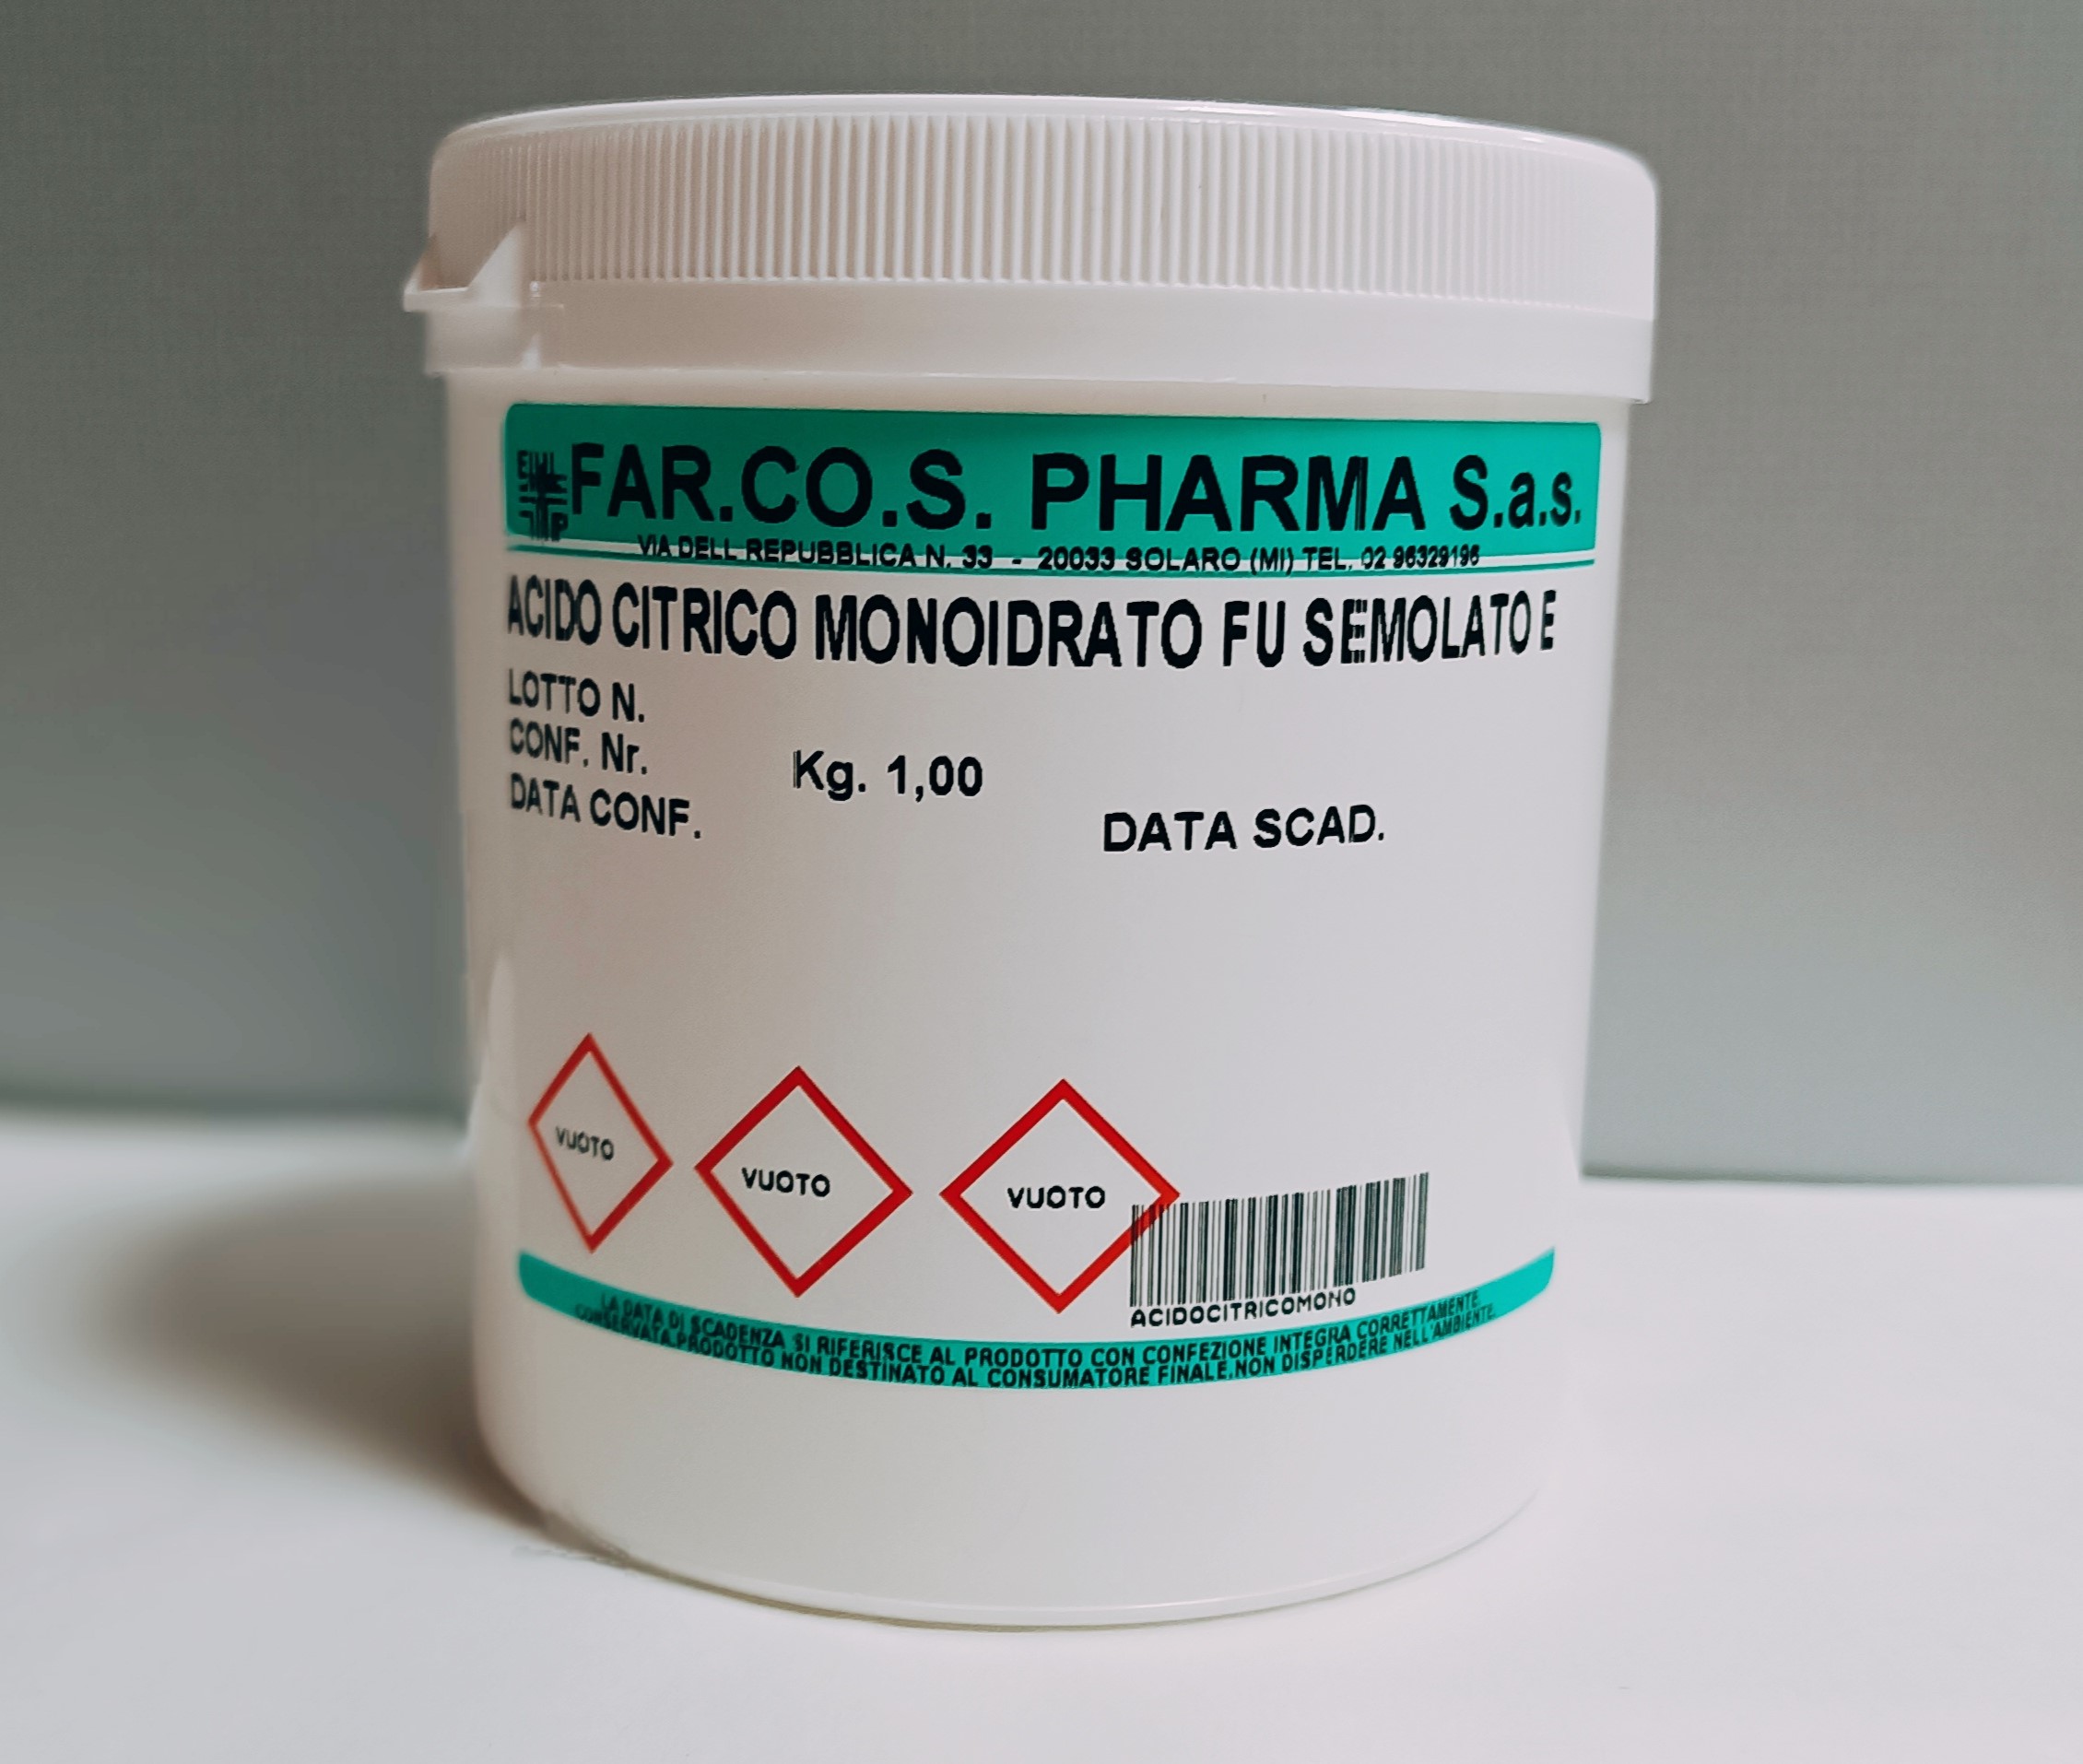 FAR.CO.S. PHARMA S.a.s.
VIA DELL REPUBBLICA N. 33 - 20033 SOLARO (MI) TEL. 02 96329196
ACIDO CITRICO MONOIDRATO FU SEMOLATO E
LOTTO N.
CONF. Nr.
Kg. 1,00
DATA CONF.
DATA SCAD.
VUOTO
VUOTO
VUOTO
ACIDOCITRICOMONO
LA DATA DI SCADENZA SI RIFERISCE AL PRODOTTO CON CONFEZIONE INTEGRA CORRETTAMENTE
CONSERVATA.PRODOTTO NON DESTINATO AL CONSUMATORE FINALE.NON DISPERDERE NELL'AMBIENTE.